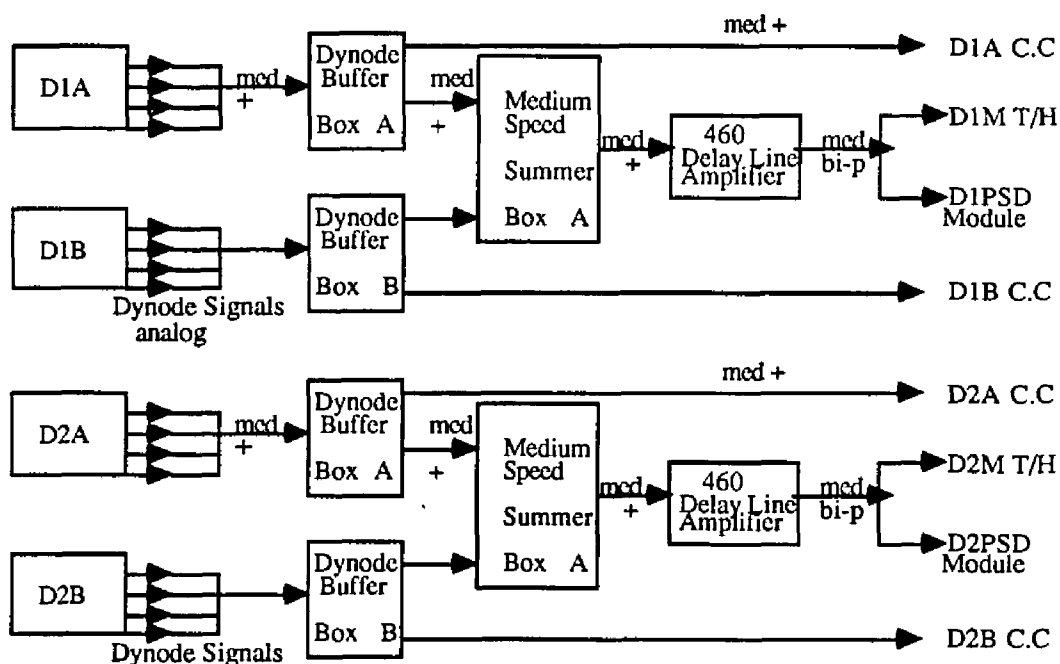 med +
D1A C.C
Dynode
Buffer
Box A
D1A
med
+
med
+
Medium
Speed
Summer
Box A
med
+
460
Delay Line
Amplifier
med
bi-p
D1M T/H
D1PSD
Module
D1B
Dynode
Buffer
Box B
D1B C.C
Dynode Signals
analog
med +
D2A C.C
Dynode
Buffer
Box A
D2A
med
+
med
+
Medium
Speed
Summer
Box A
med
+
460
Delay Line
Amplifier
med
bi-p
D2M T/H
D2PSD
Module
D2B
Dynode
Buffer
Box B
D2B C.C
Dynode Signals